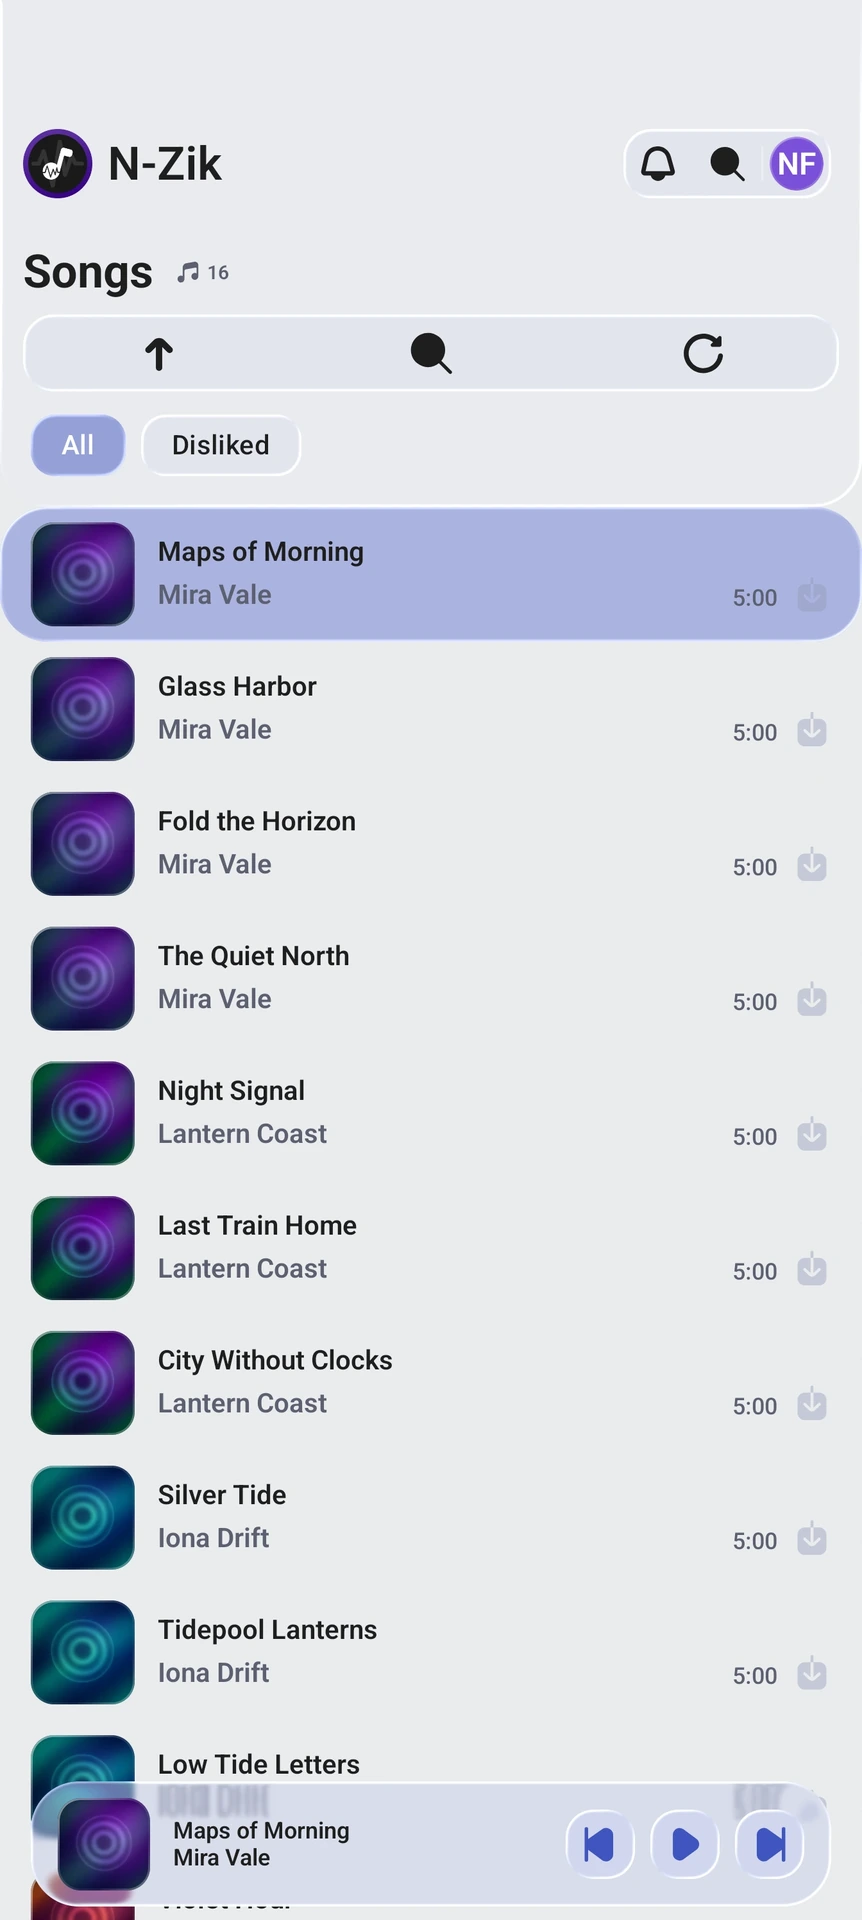 N-Zik
NF
Songs
16
All
Disliked
Maps of Morning
Mira Vale
5:00
Glass Harbor
Mira Vale
5:00
Fold the Horizon
Mira Vale
5:00
The Quiet North
Mira Vale
5:00
Night Signal
Lantern Coast
5:00
Last Train Home
Lantern Coast
5:00
City Without Clocks
Lantern Coast
5:00
Silver Tide
Iona Drift
5:00
Tidepool Lanterns
Iona Drift
5:00
Low Tide Letters
Maps of Morning
Mira Vale